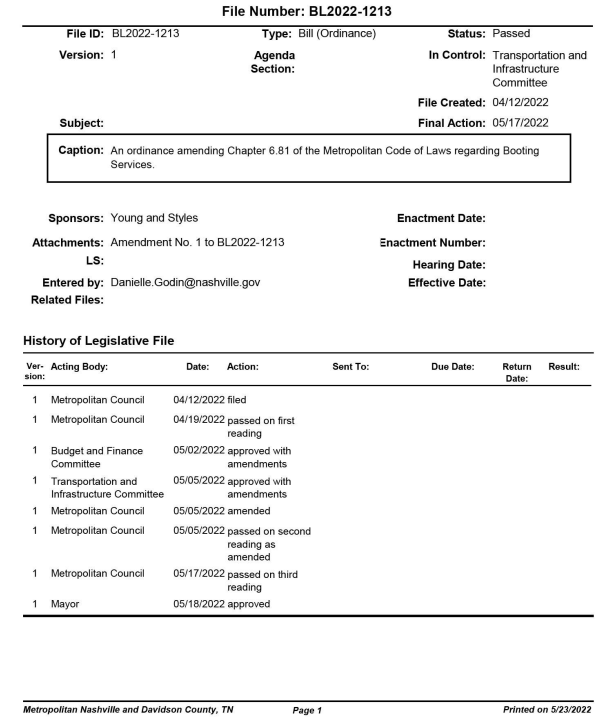 File Number: BL2022-1213
File ID: BL2022-1213 Type: Bill (Ordinance) Status: Passed
Version: 1 Agenda Section: In Control: Transportation and
Infrastructure
Committee
File Created: 04/12/2022
Subject: Final Action: 05/17/2022
Caption: An ordinance amending Chapter 6.81 of the Metropolitan Code of Laws regarding Booting
Services.
Sponsors: Young and Styles Enactment Date:
Attachments: Amendment No. 1 to BL2022-1213 Enactment Number:
LS: Hearing Date:
Entered by: Danielle.Godin@nashville.gov Effective Date:
Related Files:
History of Legislative File
Ver- Acting Body: Date: Action: Sent To: Due Date: Return Result:
sion: Date:
1 Metropolitan Council 04/12/2022 filed
1 Metropolitan Council 04/19/2022 passed on first
reading
1 Budget and Finance 05/02/2022 approved with
Committee amendments
1 Transportation and 05/05/2022 approved with
Infrastructure Committee amendments
1 Metropolitan Council 05/05/2022 amended
1 Metropolitan Council 05/05/2022 passed on second
reading as
amended
1 Metropolitan Council 05/17/2022 passed on third
reading
1 Mayor 05/18/2022 approved
Metropolitan Nashville and Davidson County, TN Page 1 Printed on 5/23/2022